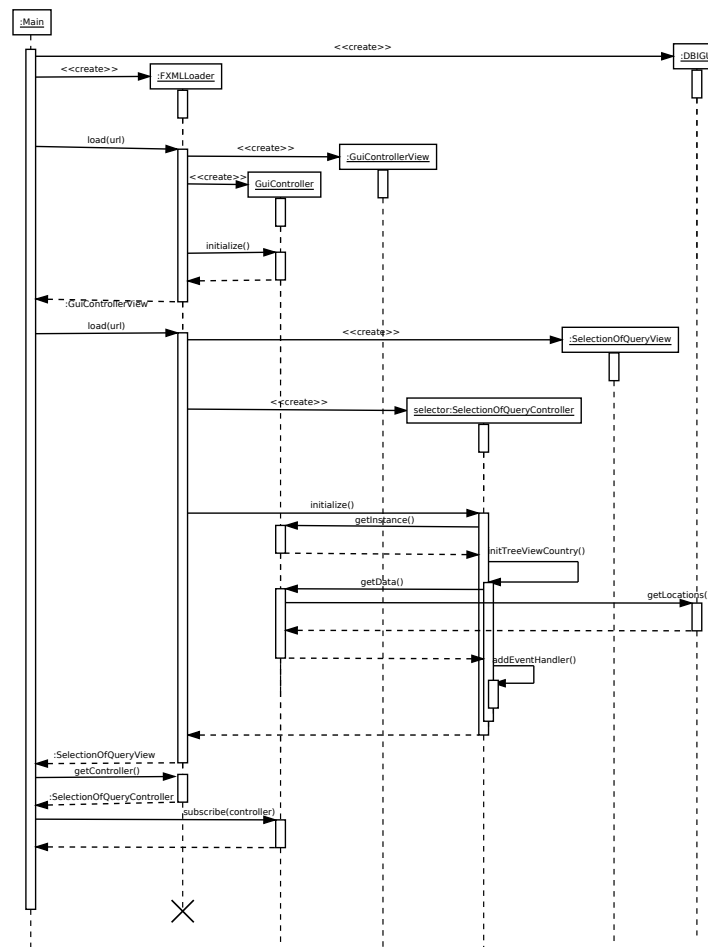 :Main
<<create>>
:DBIGU
<<create>>
:FXMLLoader
load(url)
<<create>>
:GuiControllerView
<<create>>
GuiController
initialize()
:GuiControllerView
load(url)
<<create>>
:SelectionOfQueryView
<<create>>
selector:SelectionOfQueryController
initialize()
getInstance()
initTreeViewCountry()
getData()
getLocations(
addEventHandler()
:SelectionOfQueryView
getController()
:SelectionOfQueryController
subscribe(controller)